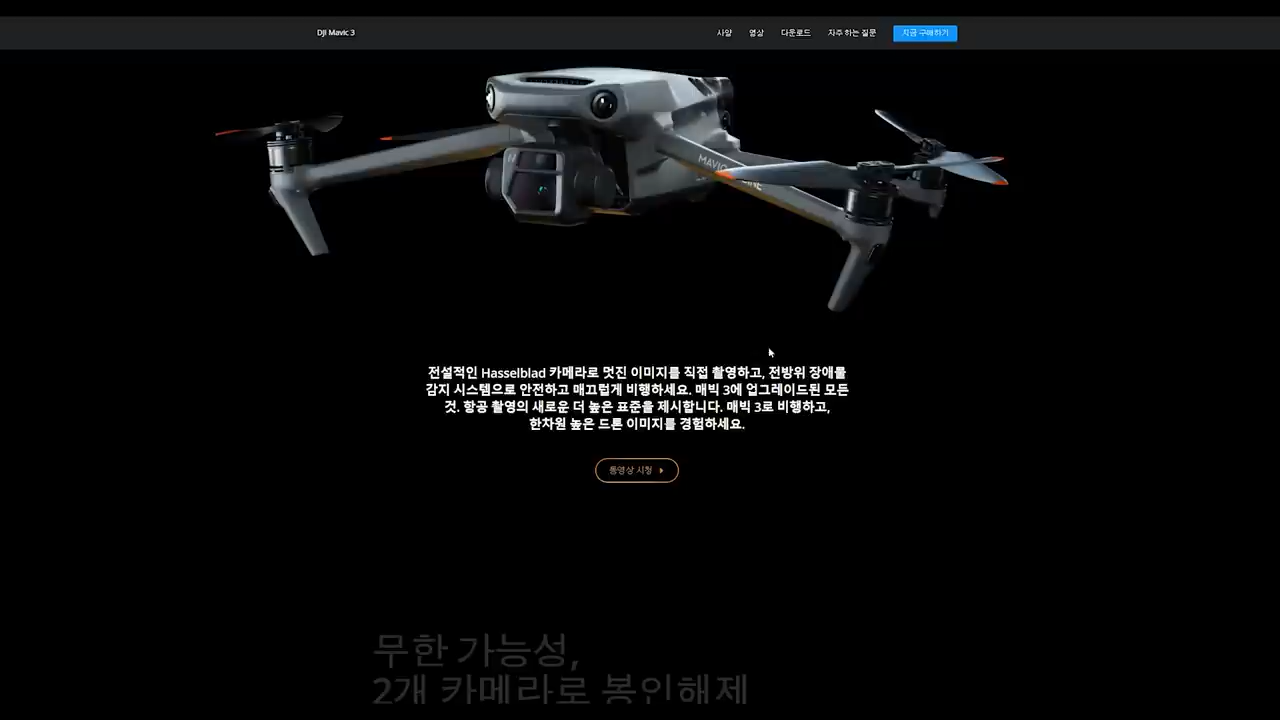 DJI Mavic 3
사양 영상 다운로드 자주 하는 질문 지금 구매하기
전설적인 Hasselblad 카메라로 멋진 이미지를 직접 촬영하고, 전방위 장애물
감지 시스템으로 안전하고 매끄럽게 비행하세요. 매빅 3에 업그레이드된 모든
것. 항공 촬영의 새로운 더 높은 표준을 제시합니다. 매빅 3로 비행하고,
한차원 높은 드론 이미지를 경험하세요.
동영상 시청
무한 가능성,
2개 카메라로 봉인해제